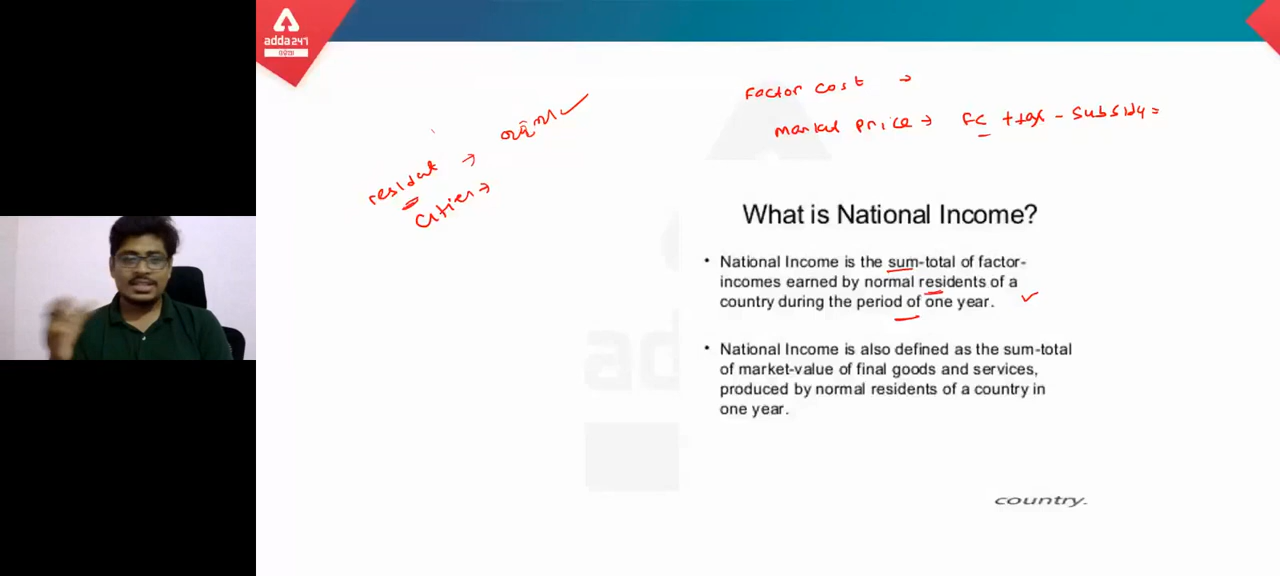 adda247
Factor cost →
market price → FC + tax - Subsidy =
resident →
citizen →
What is National Income?
• National Income is the sum-total of factor-
incomes earned by normal residents of a
country during the period of one year.
• National Income is also defined as the sum-total
of market-value of final goods and services,
produced by normal residents of a country in
one year.
country.